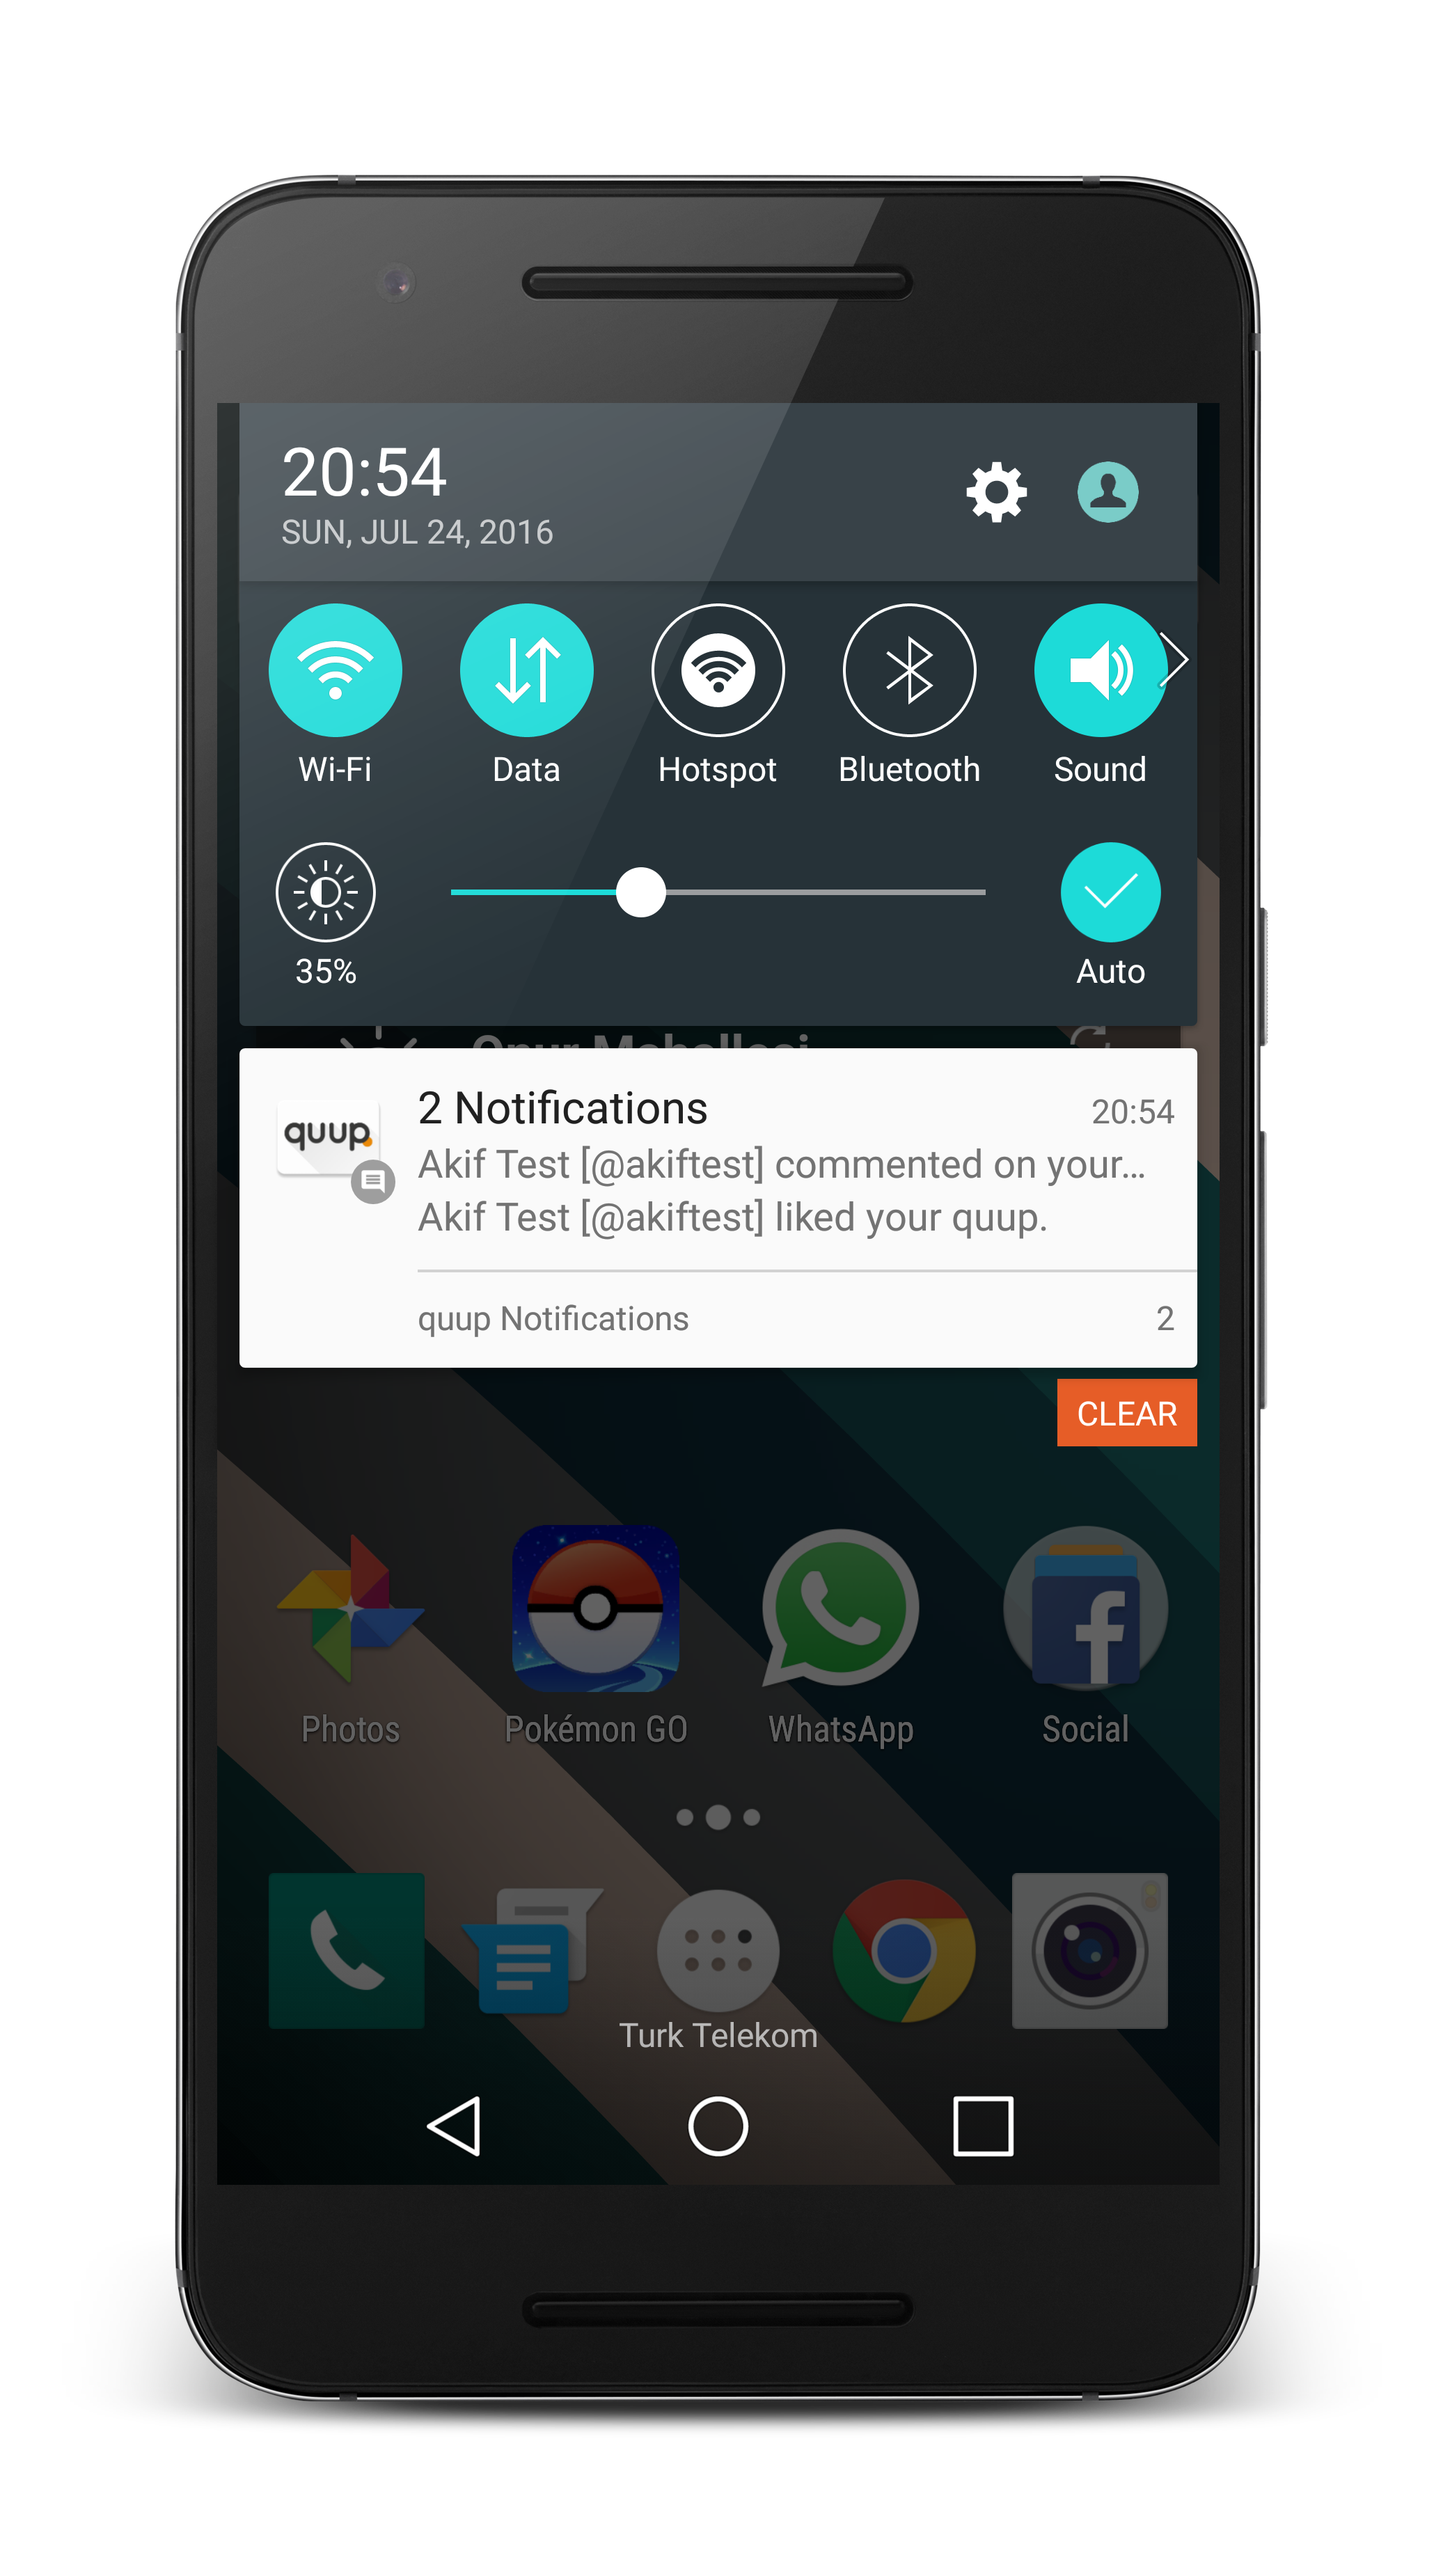 20:54
SUN, JUL 24, 2016
Wi-Fi
Data
Hotspot
Bluetooth
Sound
35%
Auto
quup
2 Notifications
20:54
Akif Test [@akiftest] commented on your…
Akif Test [@akiftest] liked your quup.
quup Notifications
2
CLEAR
Photos
Pokémon GO
WhatsApp
Social
Turk Telekom